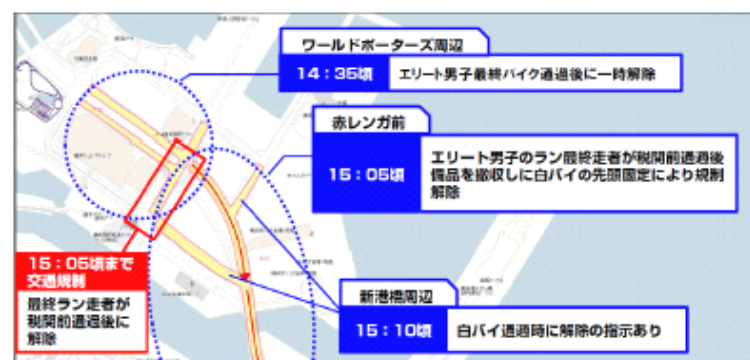 ワールドポーターズ周辺
14：35頃
エリート男子最終バイク通過後に一時解除
赤レンガ前
15：05頃
エリート男子のラン最終走者が税関前通過後
備品を撤収しに白バイの先頭固定により規制
解除
15：05頃まで
交通規制
最終ラン走者が
税関前通過後に
解除
新港橋周辺
15：10頃
白バイ通過時に解除の指示あり